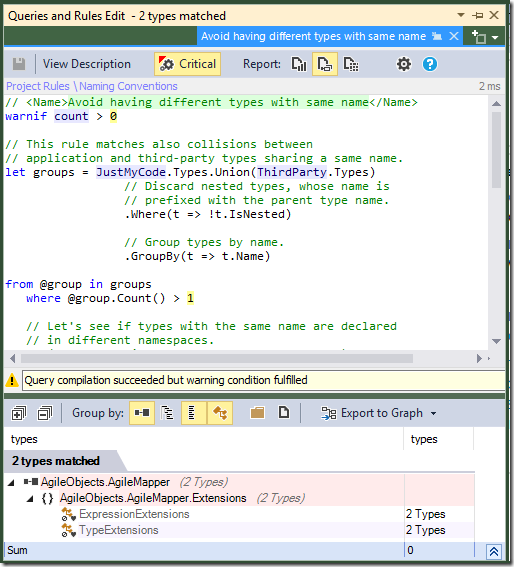 Queries and Rules Edit  - 2 types matched
Avoid having different types with same name
View Description Critical Report:
Project Rules \ Naming Conventions 2 ms
// <Name>Avoid having different types with same name</Name>
warnif count > 0
// This rule matches also collisions between
// application and third-party types sharing a same name.
let groups = JustMyCode.Types.Union(ThirdParty.Types)
// Discard nested types, whose name is
// prefixed with the parent type name.
.Where(t => !t.IsNested)
// Group types by name.
.GroupBy(t => t.Name)
from @group in groups
where @group.Count() > 1
// Let's see if types with the same name are declared
// in different namespaces.
Query compilation succeeded but warning condition fulfilled
Group by: Export to Graph
types types
2 types matched
AgileObjects.AgileMapper (2 Types)
{ } AgileObjects.AgileMapper.Extensions (2 Types)
ExpressionExtensions 2 Types
TypeExtensions 2 Types
Sum 0